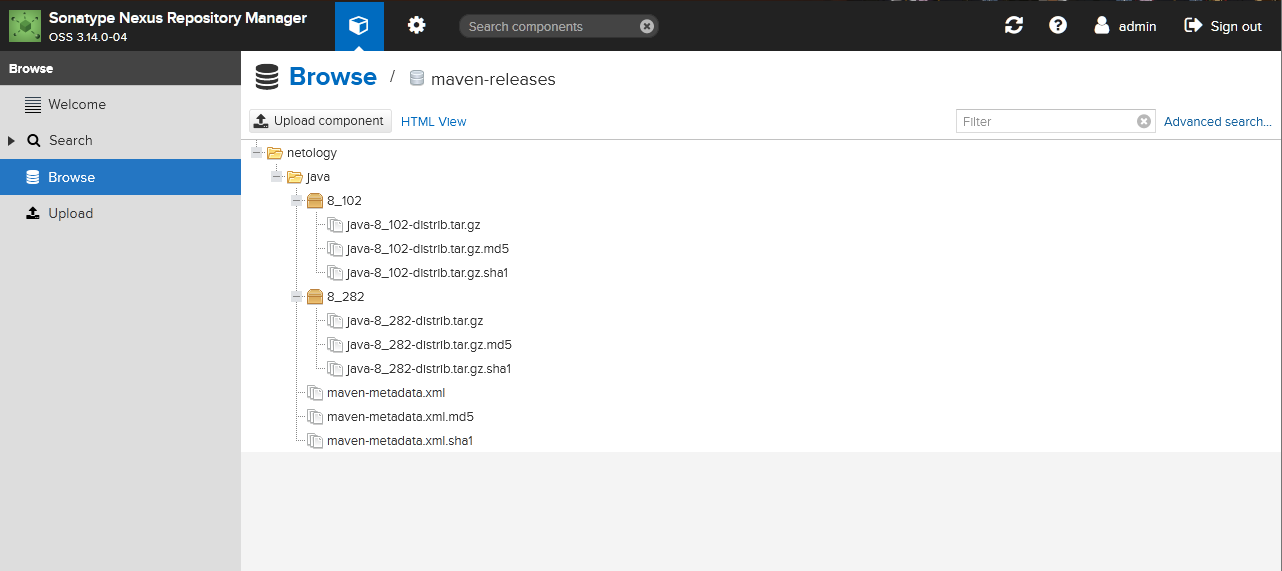 Sonatype Nexus Repository Manager
OSS 3.14.0-04
Search components
admin
Sign out
Browse
Welcome
Search
Browse
Upload
Browse / maven-releases
Upload component
HTML View
Filter
Advanced search...
netology
java
8_102
java-8_102-distrib.tar.gz
java-8_102-distrib.tar.gz.md5
java-8_102-distrib.tar.gz.sha1
8_282
java-8_282-distrib.tar.gz
java-8_282-distrib.tar.gz.md5
java-8_282-distrib.tar.gz.sha1
maven-metadata.xml
maven-metadata.xml.md5
maven-metadata.xml.sha1